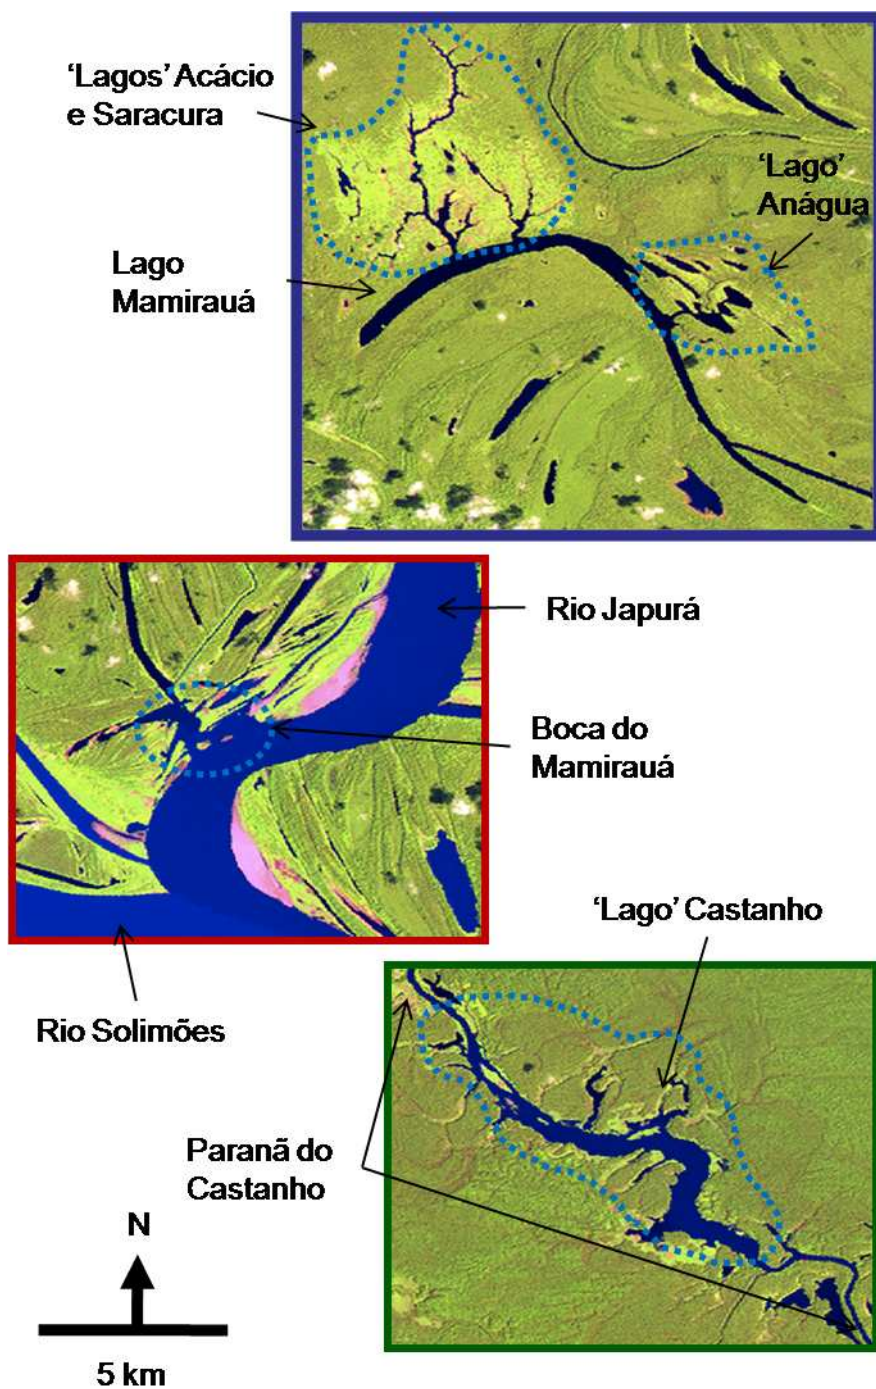 ‘Lagos’ Acácio
e Saracura
‘Lago’
Anágua
Lago
Mamirauá
Rio Japurá
Boca do
Mamirauá
‘Lago’ Castanho
Rio Solimões
Paranã do
Castanho
N
5 km